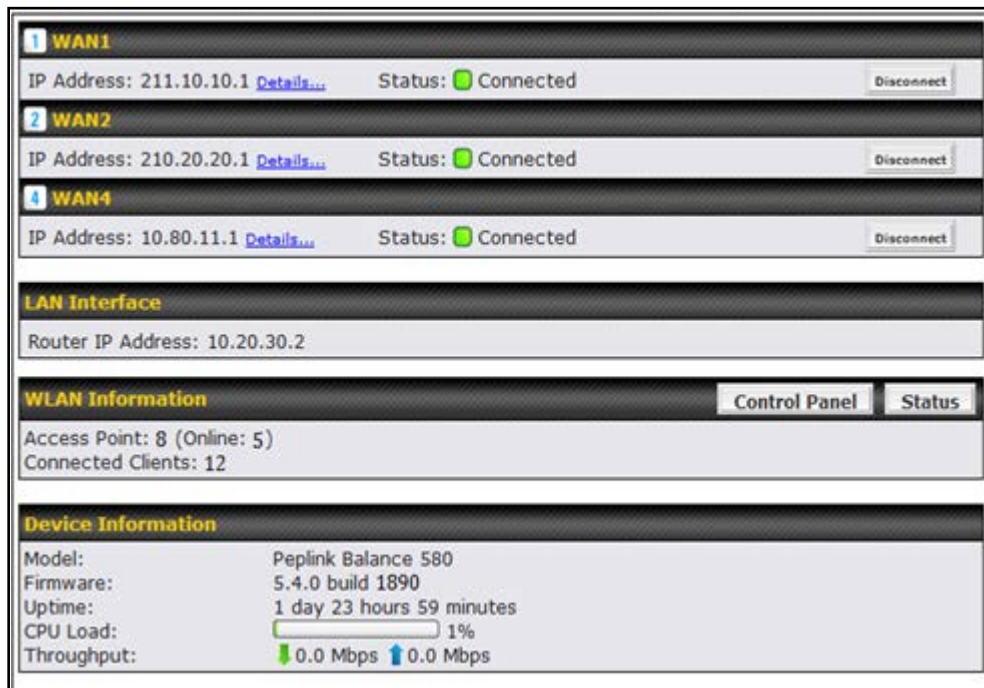 1 WAN1
IP Address: 211.10.10.1 Details... Status: Connected Disconnect
2 WAN2
IP Address: 210.20.20.1 Details... Status: Connected Disconnect
4 WAN4
IP Address: 10.80.11.1 Details... Status: Connected Disconnect
LAN Interface
Router IP Address: 10.20.30.2
WLAN Information Control Panel Status
Access Point: 8 (Online: 5)
Connected Clients: 12
Device Information
Model: Peplink Balance 580
Firmware: 5.4.0 build 1890
Uptime: 1 day 23 hours 59 minutes
CPU Load: 1%
Throughput: 0.0 Mbps 0.0 Mbps